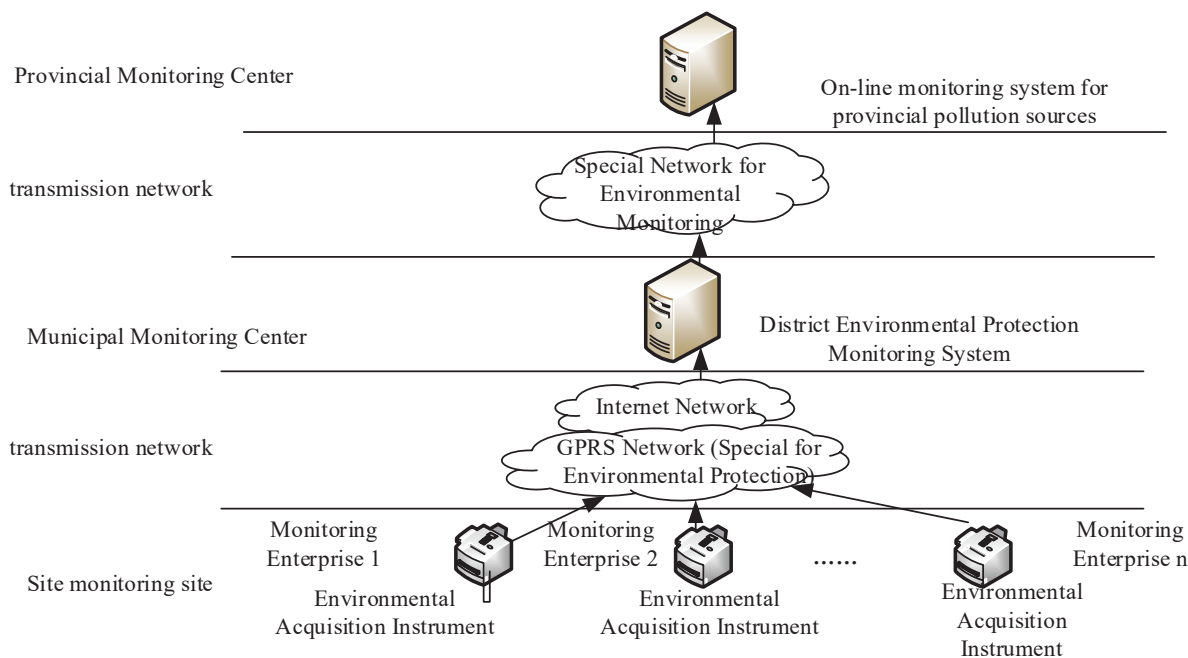 Provincial Monitoring Center
On-line monitoring system for
provincial pollution sources
transmission network
Special Network for
Environmental
Monitoring
Municipal Monitoring Center
District Environmental Protection
Monitoring System
Internet Network
transmission network
GPRS Network (Special for
Environmental Protection)
Monitoring
Enterprise 1
Monitoring
Enterprise 2
......
Monitoring
Enterprise n
Site monitoring site
Environmental
Acquisition Instrument
Environmental
Acquisition Instrument
Environmental
Acquisition
Instrument